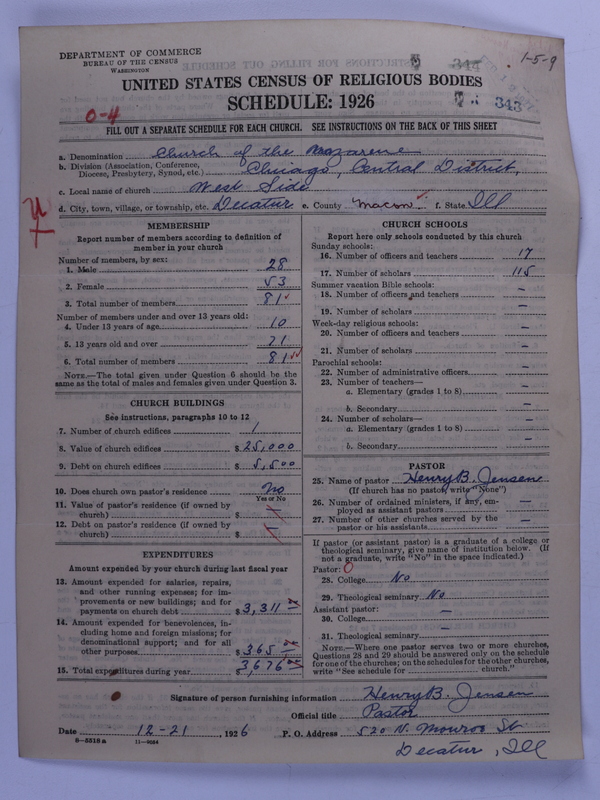 DEPARTMENT OF COMMERCE
BUREAU OF THE CENSUS
WASHINGTON
344
1-5-9
UNITED STATES CENSUS OF RELIGIOUS BODIES
SCHEDULE: 1926
343
0-4
FILL OUT A SEPARATE SCHEDULE FOR EACH CHURCH. SEE INSTRUCTIONS ON THE BACK OF THIS SHEET
a. Denomination Church of the Nazarene
b. Division (Association, Conference, Diocese, Presbytery, Synod, etc.) Chicago, Central District,
c. Local name of church West Side
d. City, town, village, or township, etc. Decatur e. County Macon f. State Ill
MEMBERSHIP
Report number of members according to definition of
member in your church
Number of members, by sex:
1. Male 28
2. Female 53
3. Total number of members 81
Number of members under and over 13 years old:
4. Under 13 years of age 10
5. 13 years old and over 71
6. Total number of members 81
NOTE.—The total given under Question 6 should be the
same as the total of males and females given under Question 3.
CHURCH BUILDINGS
See instructions, paragraphs 10 to 12
7. Number of church edifices 1
8. Value of church edifices $ 25,000
9. Debt on church edifices $ 5,500
10. Does church own pastor's residence No
Yes or No
11. Value of pastor's residence (if owned by
church) $
12. Debt on pastor's residence (if owned by
church) $
EXPENDITURES
Amount expended by your church during last fiscal year
13. Amount expended for salaries, repairs,
and other running expenses; for im-
provements or new buildings; and for
payments on church debt $ 3,311
14. Amount expended for benevolences, in-
cluding home and foreign missions; for
denominational support; and for all
other purposes $ 365
15. Total expenditures during year $ 3,676
CHURCH SCHOOLS
Report here only schools conducted by this church
Sunday schools:
16. Number of officers and teachers 17
17. Number of scholars 115
Summer vacation Bible schools:
18. Number of officers and teachers —
19. Number of scholars —
Week-day religious schools:
20. Number of officers and teachers —
21. Number of scholars —
Parochial schools:
22. Number of administrative officers —
23. Number of teachers—
a. Elementary (grades 1 to 8) —
b. Secondary —
24. Number of scholars—
a. Elementary (grades 1 to 8) —
b. Secondary —
PASTOR
25. Name of pastor Henry B. Jensen
(If church has no pastor, write "None")
26. Number of ordained ministers, if any, em-
ployed as assistant pastors —
27. Number of other churches served by the
pastor or his assistants —
If pastor (or assistant pastor) is a graduate of a college or
theological seminary, give name of institution below. (If
not a graduate, write "No" in the space indicated.)
Pastor: 0
28. College No
29. Theological seminary No
Assistant pastor:
30. College —
31. Theological seminary —
NOTE.—Where one pastor serves two or more churches,
Questions 28 and 29 should be answered only on the schedule
for one of the churches; on the schedules for the other churches,
write "See schedule for ........ church."
Signature of person furnishing information Henry B. Jensen
Official title Pastor
Date 12-21, 1926 P. O. Address 520 N. Monroe St
8-5518a 11-9084
Decatur, Ill